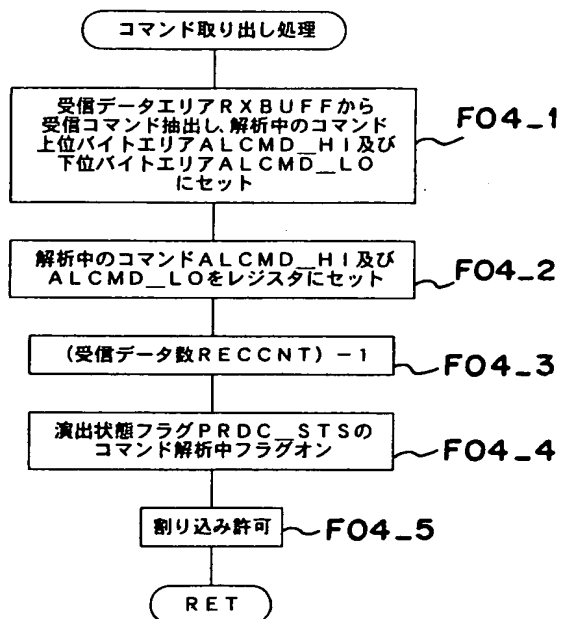 コマンド取り出し処理
受信データエリアRXBUFFから
受信コマンド抽出し、解析中のコマンド
上位バイトエリアALCMD__HI及び
下位バイトエリアALCMD__LO
にセット
F04_1
解析中のコマンドALCMD__HI及び
ALCMD__LOをレジスタにセット
F04_2
(受信データ数RECCNT)-1
F04_3
演出状態フラグPRDC__STSの
コマンド解析中フラグオン
F04_4
割り込み許可
F04_5
RET